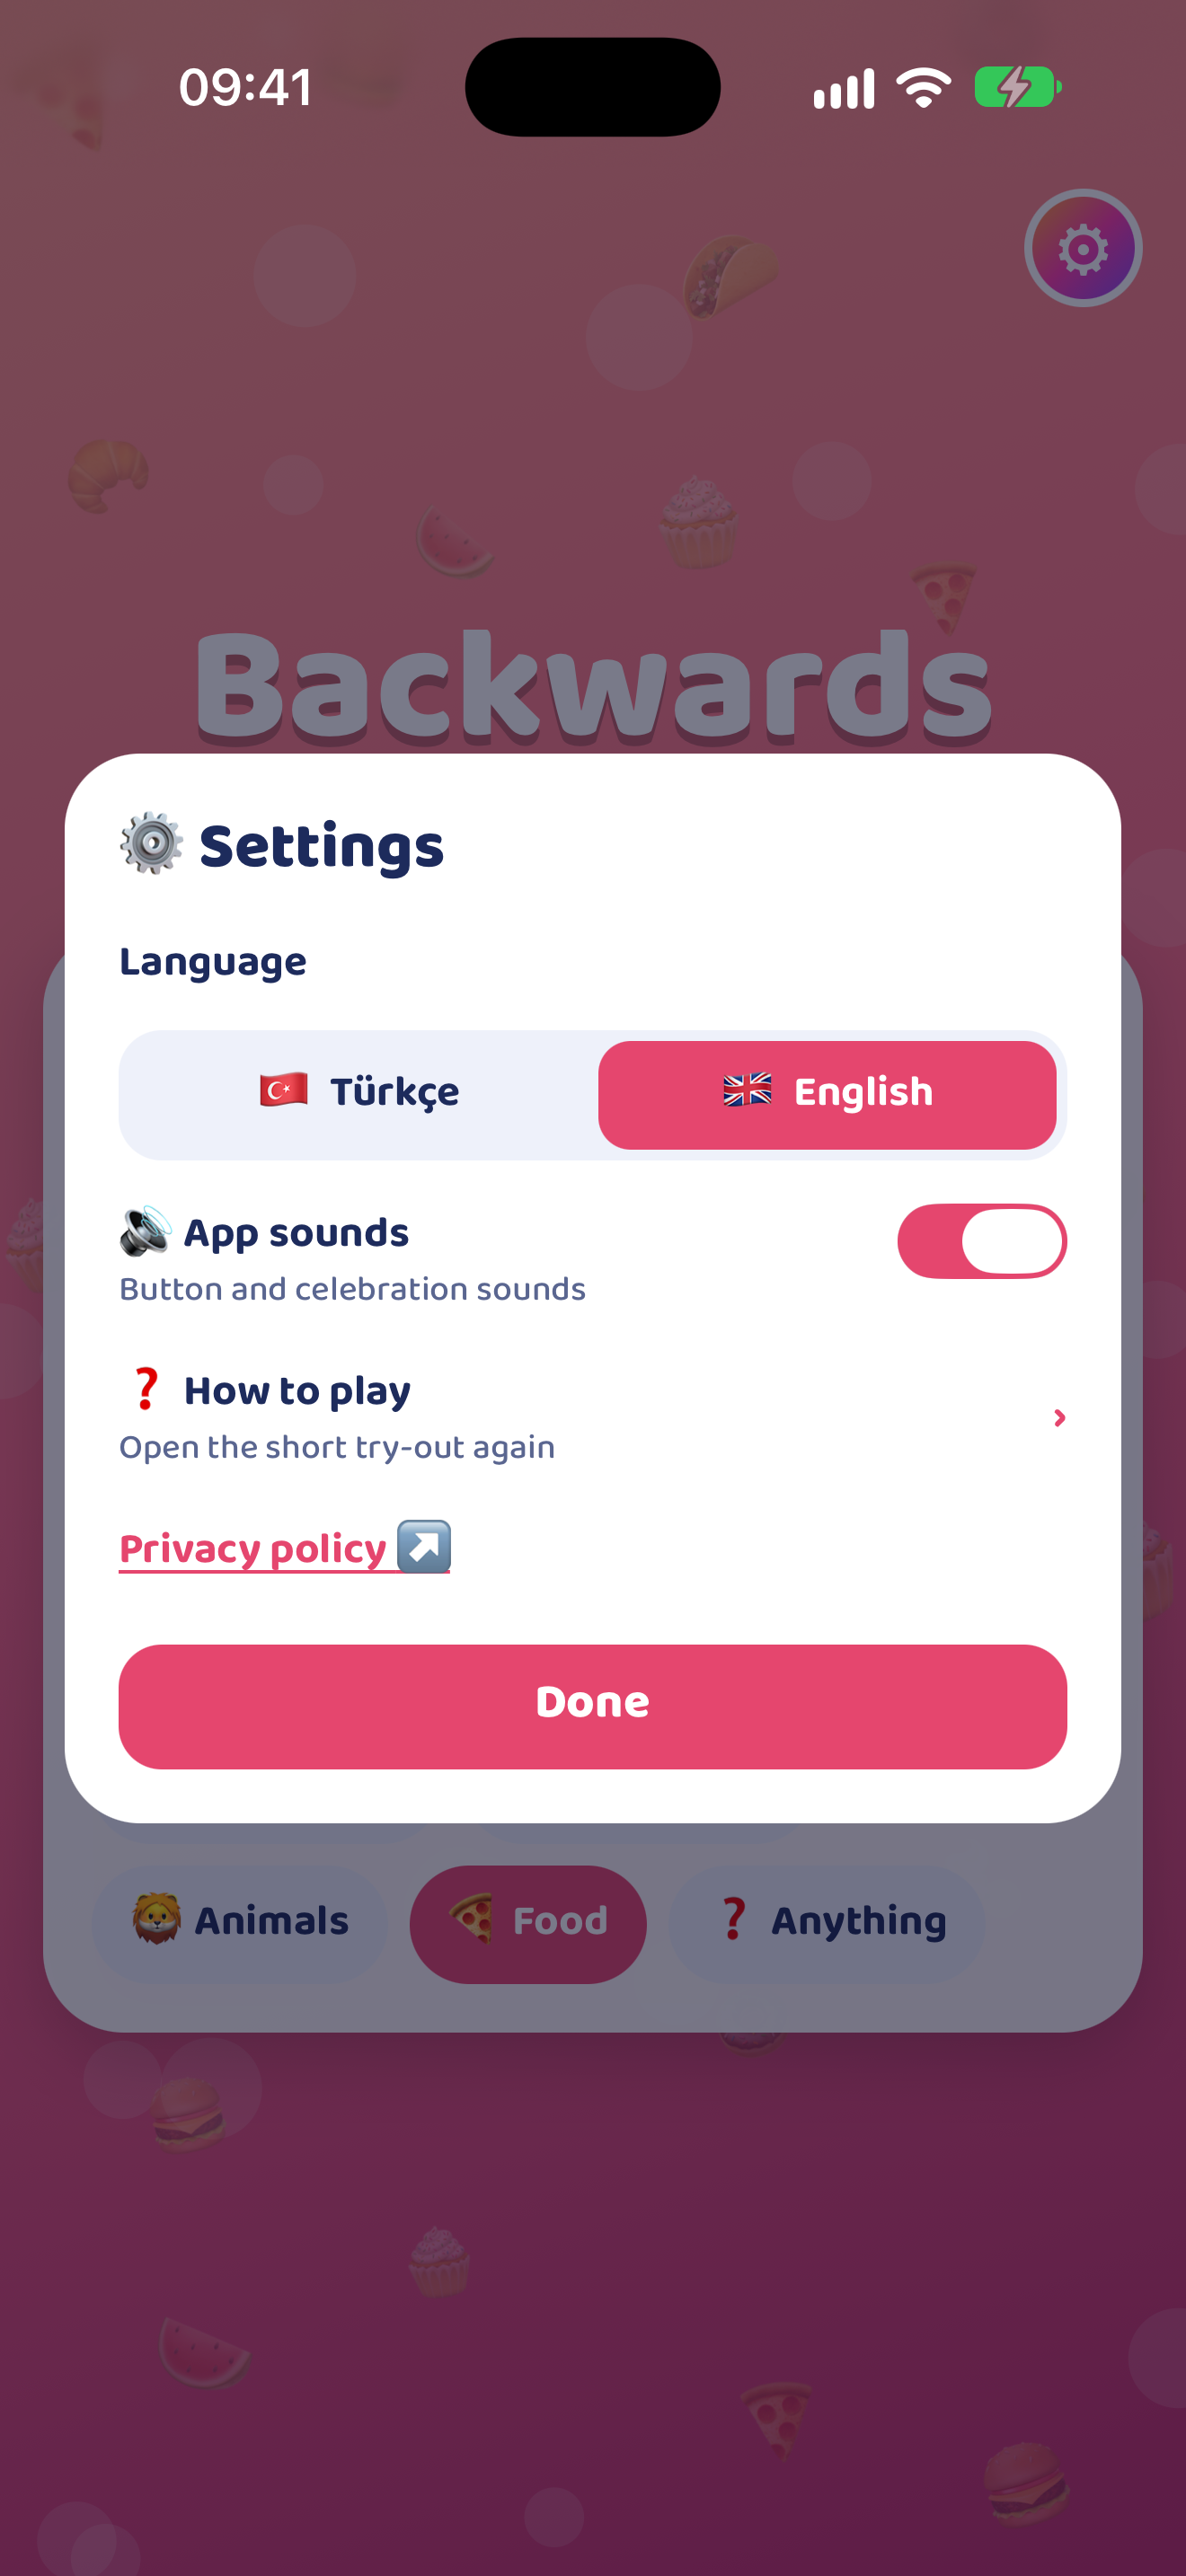 09:41
Backwards
Settings
Language
Türkçe
English
App sounds
Button and celebration sounds
How to play
Open the short try-out again
Privacy policy
Done
Animals
Food
Anything